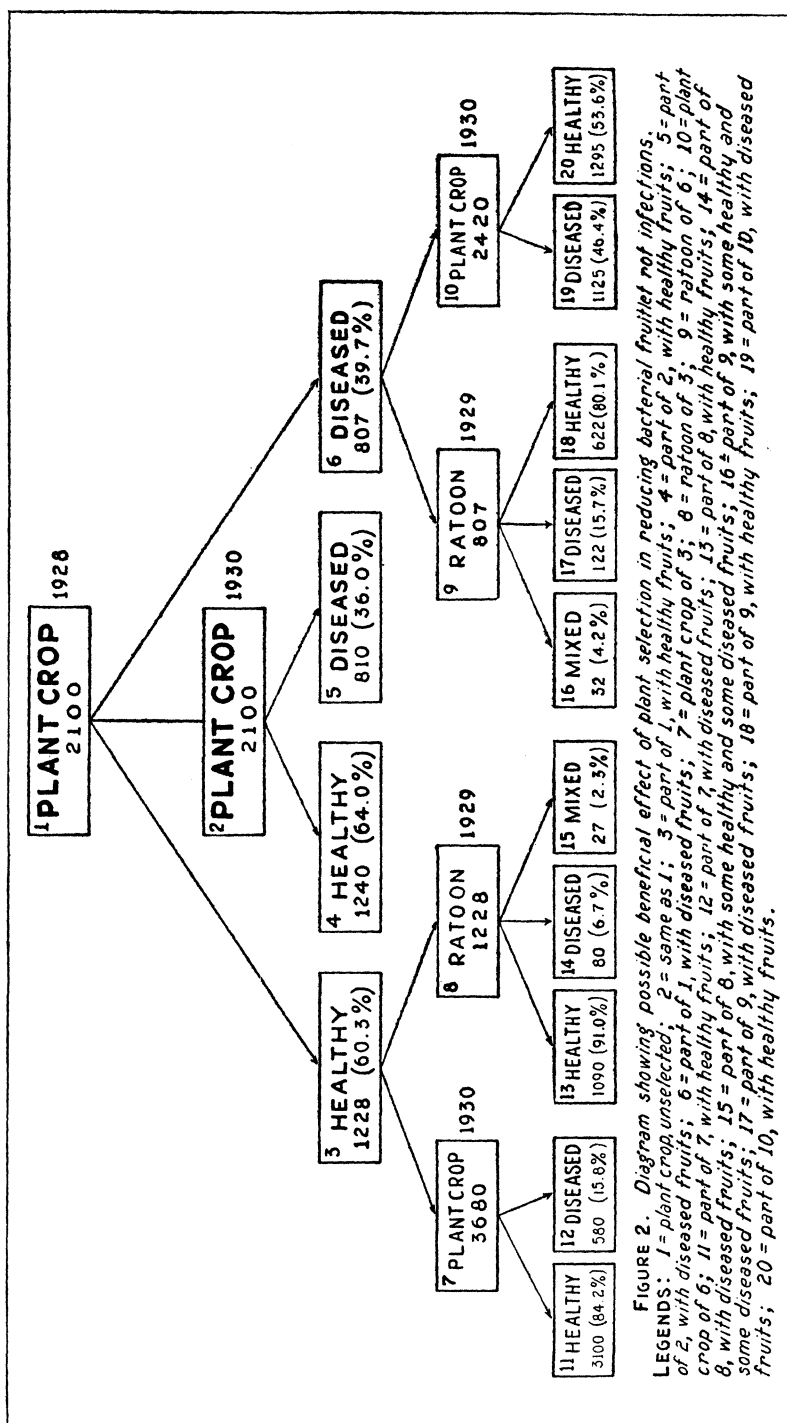 1 PLANT CROP
2100
1928
2 PLANT CROP
2100
1930
3 HEALTHY
1228 (60.3%)
4 HEALTHY
1240 (64.0%)
5 DISEASED
810 (36.0%)
6 DISEASED
807 (39.7%)
7 PLANT CROP
3680
1930
8 RATOON
1228
1929
9 RATOON
807
1929
10 PLANT CROP
2420
1930
11 HEALTHY
3100 (84.2%)
12 DISEASED
580 (15.8%)
13 HEALTHY
1090 (91.0%)
14 DISEASED
80 (6.7%)
15 MIXED
27 (2.3%)
16 MIXED
32 (4.2%)
17 DISEASED
122 (15.7%)
18 HEALTHY
622 (80.1%)
19 DISEASED
1125 (46.4%)
20 HEALTHY
1295 (53.6%)
FIGURE 2. Diagram showing possible beneficial effect of plant selection in reducing bacterial fruitlet rot infections.
LEGENDS: 1 = plant crop, unselected; 2 = same as 1; 3 = part of 1, with healthy fruits; 4 = part of 2, with healthy fruits; 5 = part
of 2, with diseased fruits; 6 = part of 1, with diseased fruits; 7 = plant crop of 3; 8 = ratoon of 3; 9 = ratoon of 6; 10 = plant
crop of 6; 11 = part of 7, with healthy fruits; 12 = part of 7, with diseased fruits; 13 = part of 8, with healthy fruits; 14 = part of
8, with diseased fruits; 15 = part of 8, with some healthy and some diseased fruits; 16 = part of 9, with some healthy and
some diseased fruits; 17 = part of 9, with diseased fruits; 18 = part of 9, with healthy fruits; 19 = part of 10, with diseased
fruits; 20 = part of 10, with healthy fruits.